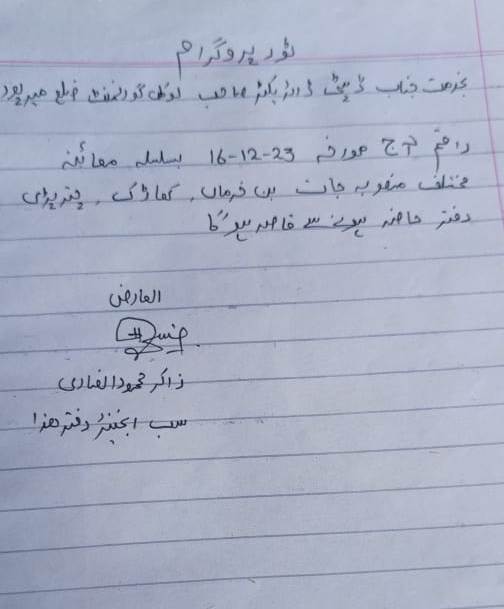 ٹور پروگرام
بخدمت جناب ڈپٹی ڈائریکٹر صاحب لوکل گورنمنٹ ضلع میرپور
راقم آج مورخہ 16-12-23 بسلسلہ معائنہ
مختلف منصوبہ جات بن خرماں، کھاڑک، چتر پڑی
دفتر حاضر ہونے سے قاصر ہو گا
العارض
ذاکر محمود انصاری
سب انجینئر دفتر ھذا